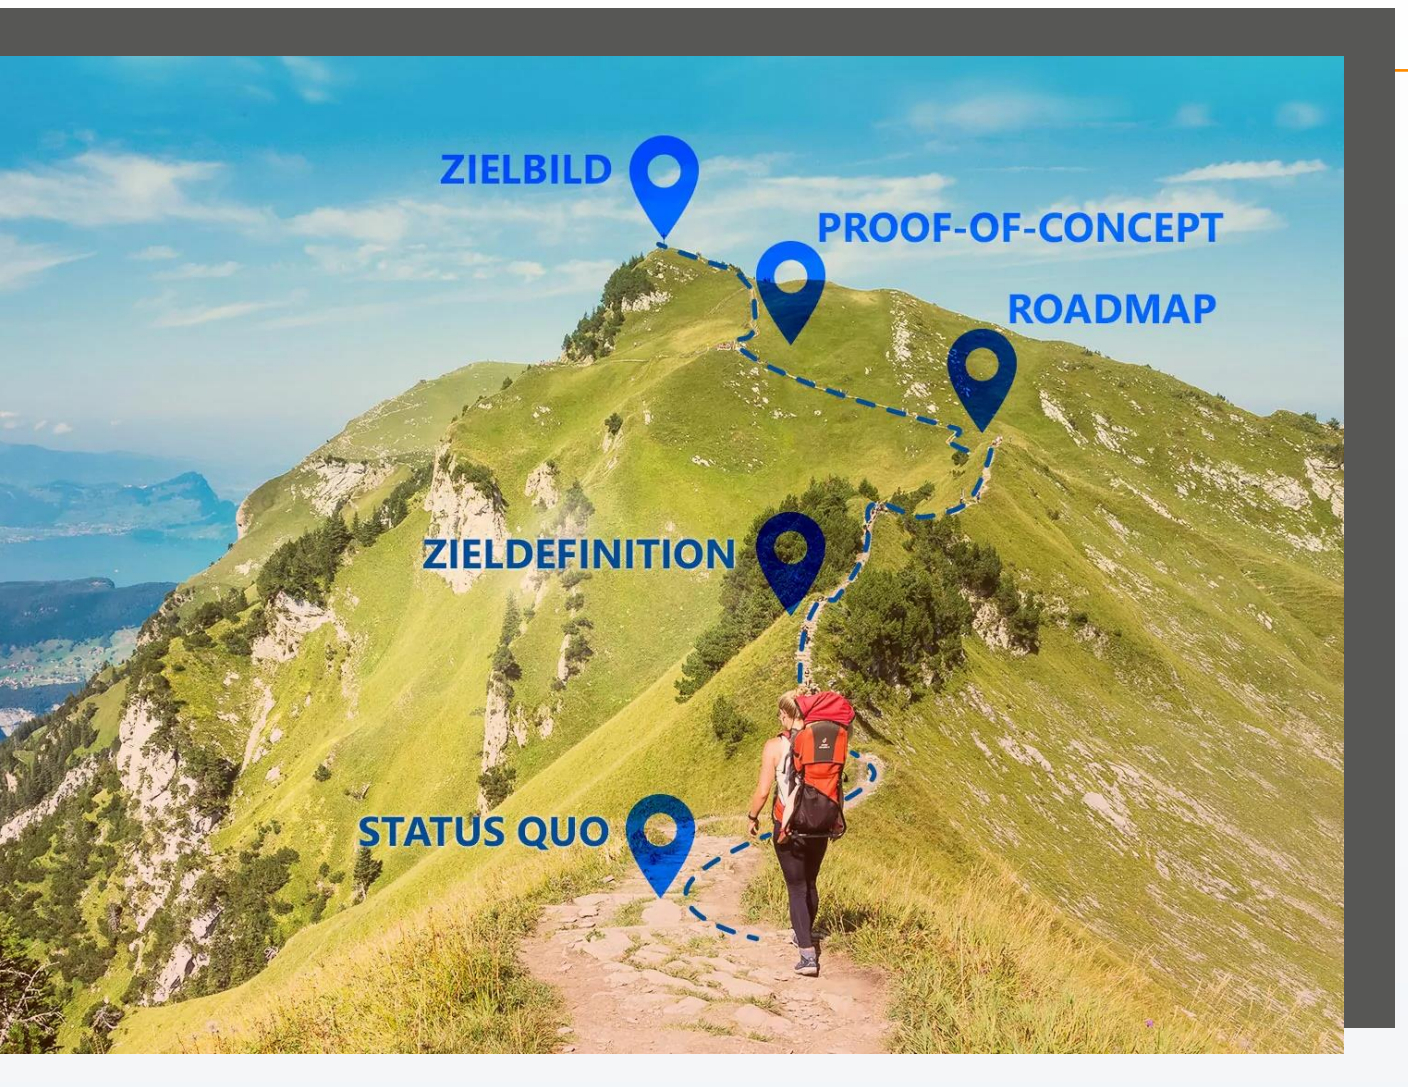 ZIELBILD
PROOF-OF-CONCEPT
ROADMAP
ZIELDEFINITION
STATUS QUO